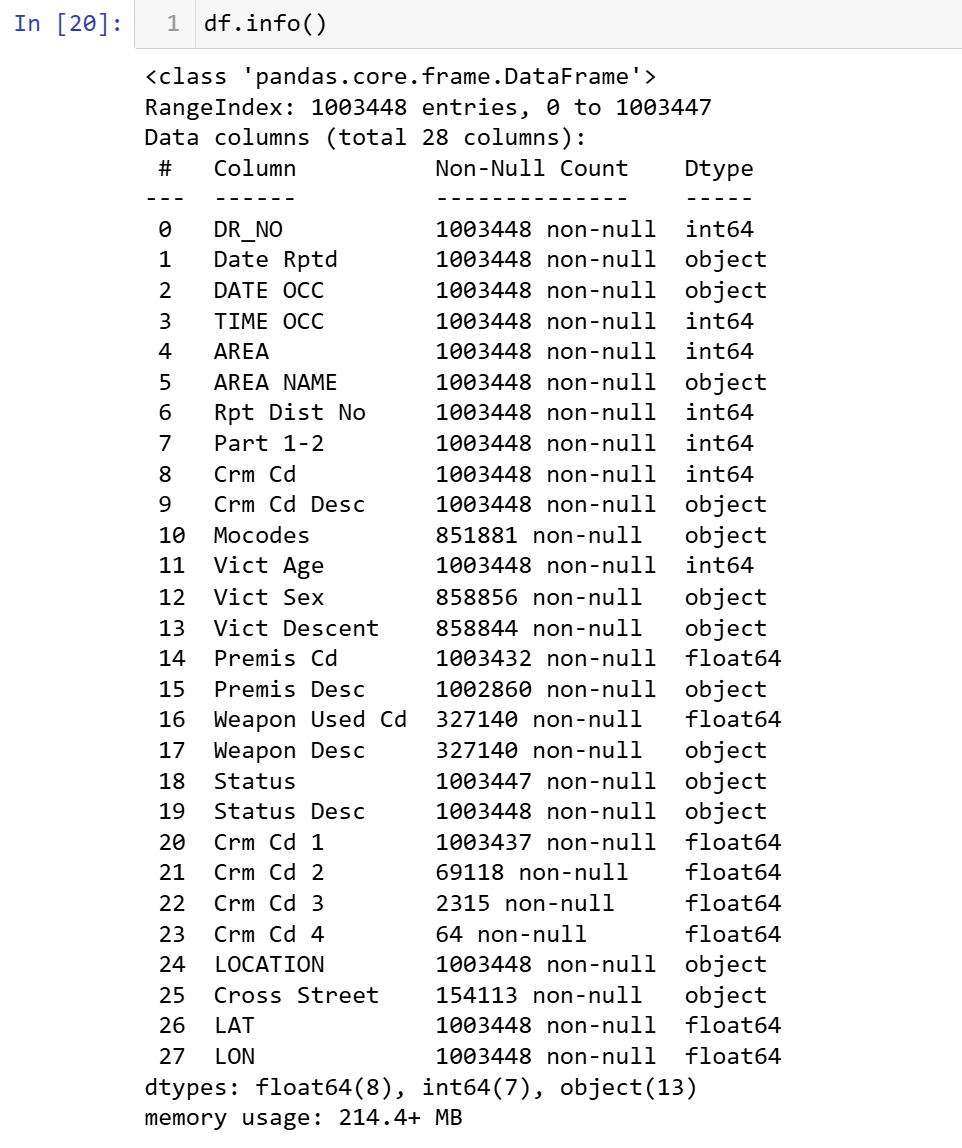 In [20]: 1 df.info()
<class 'pandas.core.frame.DataFrame'>
RangeIndex: 1003448 entries, 0 to 1003447
Data columns (total 28 columns):
 #   Column          Non-Null Count    Dtype
---  ------          --------------    -----
 0   DR_NO           1003448 non-null  int64
 1   Date Rptd       1003448 non-null  object
 2   DATE OCC        1003448 non-null  object
 3   TIME OCC        1003448 non-null  int64
 4   AREA            1003448 non-null  int64
 5   AREA NAME       1003448 non-null  object
 6   Rpt Dist No     1003448 non-null  int64
 7   Part 1-2        1003448 non-null  int64
 8   Crm Cd          1003448 non-null  int64
 9   Crm Cd Desc     1003448 non-null  object
 10  Mocodes         851881 non-null   object
 11  Vict Age        1003448 non-null  int64
 12  Vict Sex        858856 non-null   object
 13  Vict Descent    858844 non-null   object
 14  Premis Cd       1003432 non-null  float64
 15  Premis Desc     1002860 non-null  object
 16  Weapon Used Cd  327140 non-null   float64
 17  Weapon Desc     327140 non-null   object
 18  Status          1003447 non-null  object
 19  Status Desc     1003448 non-null  object
 20  Crm Cd 1        1003437 non-null  float64
 21  Crm Cd 2        69118 non-null    float64
 22  Crm Cd 3        2315 non-null     float64
 23  Crm Cd 4        64 non-null       float64
 24  LOCATION        1003448 non-null  object
 25  Cross Street    154113 non-null   object
 26  LAT             1003448 non-null  float64
 27  LON             1003448 non-null  float64
dtypes: float64(8), int64(7), object(13)
memory usage: 214.4+ MB